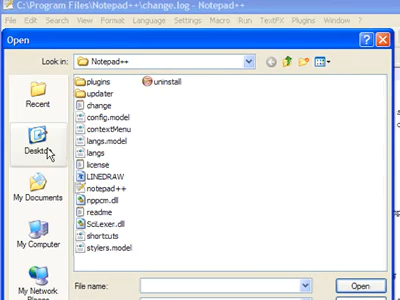 C:\Program Files\Notepad++\change.log - Notepad++
File Edit Search View Format Language Settings Macro Run TextFX Plugins Window ?
Open
Look in: Notepad++
Recent
Desktop
My Documents
My Computer
My Network
Places
plugins
updater
change
config.model
contextMenu
langs.model
langs
license
LINEDRAW
notepad++
nppcm.dll
readme
SciLexer.dll
shortcuts
stylers.model
uninstall
File name:
Open